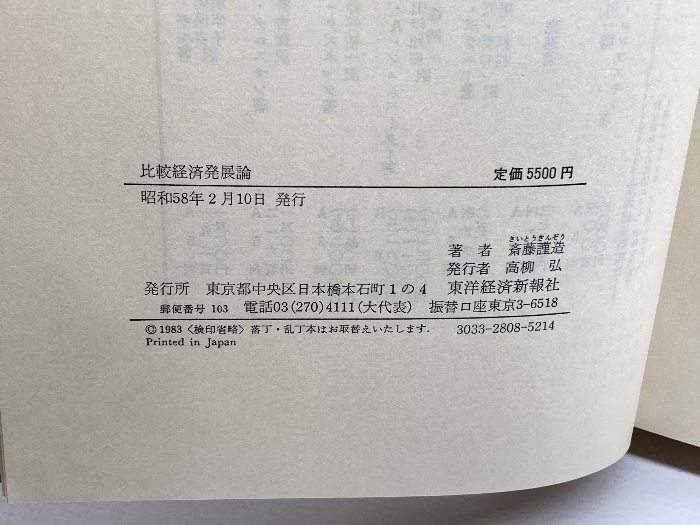 比較経済発展論 定価5500円
昭和58年2月10日 発行
さいとうきんぞう
著者 斎藤謹造
発行者 高柳 弘
発行所 東京都中央区日本橋本石町1の4 東洋経済新報社
郵便番号 103 電話03(270)4111(大代表) 振替口座東京3-6518
©1983〈検印省略〉落丁・乱丁本はお取替えいたします。 3033-2808-5214
Printed in Japan